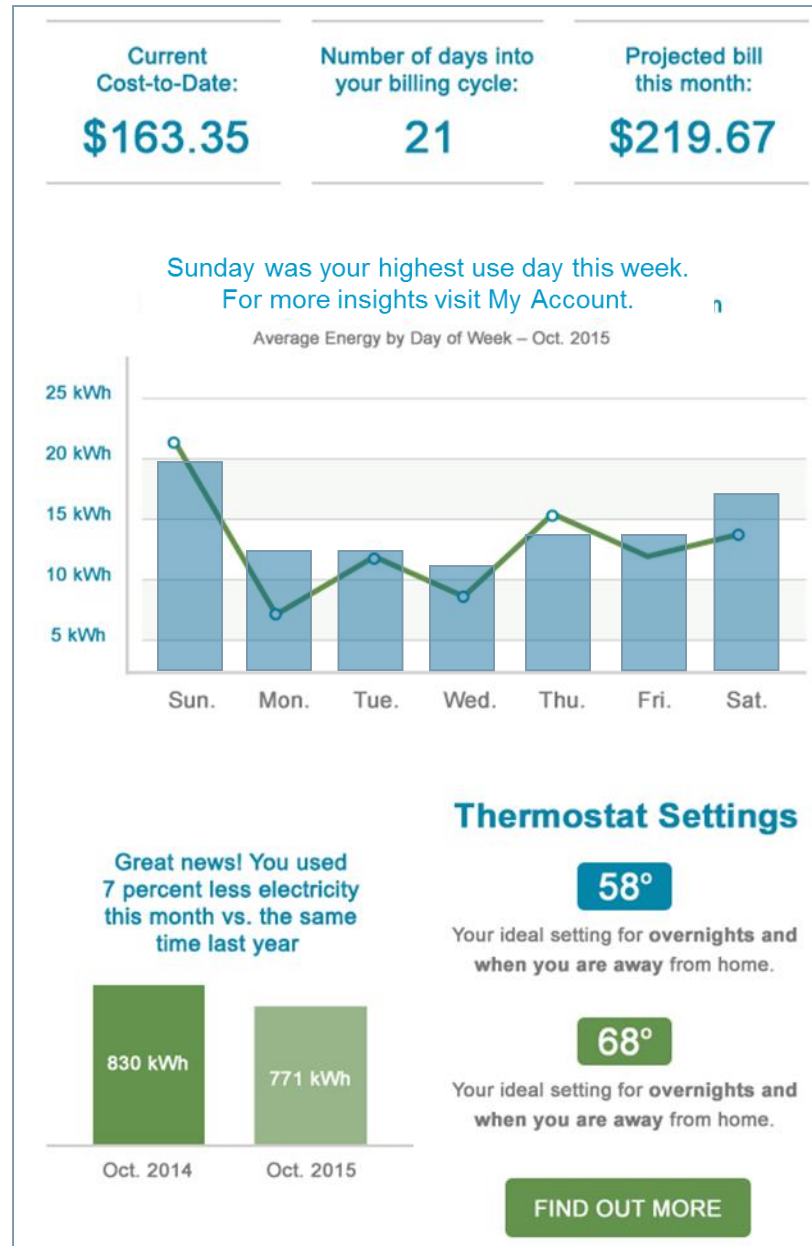 Current
Cost-to-Date:
$163.35
Number of days into
your billing cycle:
21
Projected bill
this month:
$219.67
Sunday was your highest use day this week.
For more insights visit My Account.
Average Energy by Day of Week – Oct. 2015
25 kWh
20 kWh
15 kWh
10 kWh
5 kWh
Sun. Mon. Tue. Wed. Thu. Fri. Sat.
Great news! You used
7 percent less electricity
this month vs. the same
time last year
830 kWh
771 kWh
Oct. 2014 Oct. 2015
Thermostat Settings
58°
Your ideal setting for overnights and
when you are away from home.
68°
Your ideal setting for overnights and
when you are away from home.
FIND OUT MORE